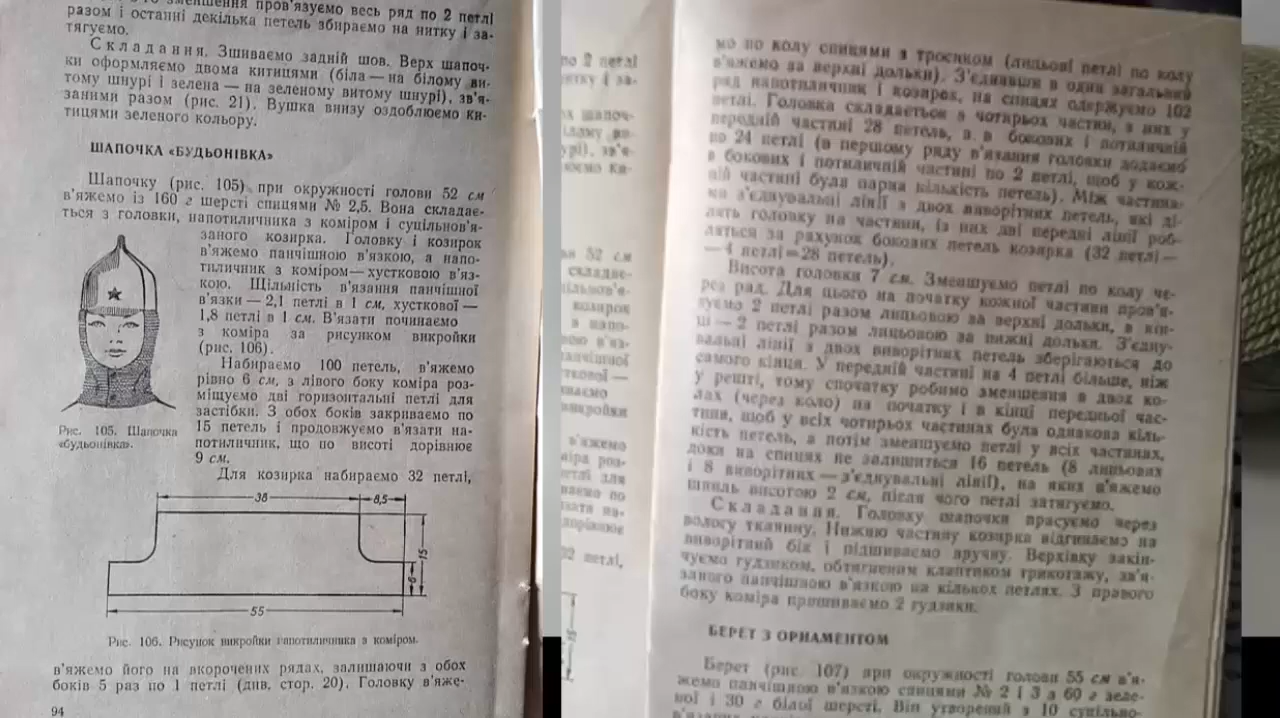 зменшення пров'язуємо весь ряд по 2 петлі
разом і останні декілька петель збираємо на нитку і за-
тягуємо.
Складання. Зшиваємо задній шов. Верх шапоч-
ки оформляємо двома китицями (біла — на білому ви-
тому шнурі і зелена — на зеленому витому шнурі), зв'я-
заними разом (рис. 21). Вушка внизу оздоблюємо ки-
тицями зеленого кольору.
ШАПОЧКА «БУДЬОНІВКА»
Шапочку (рис. 105) при окружності голови 52 см
в'яжемо із 160 г шерсті спицями № 2,5. Вона складає-
ться з головки, напотиличника з коміром і суцільнов'я-
заного козирка. Головку і козирок
в'яжемо панчішною в'язкою, а напо-
тиличник з коміром — хустковою в'яз-
кою. Щільність в'язання панчішної
в'язки — 2,1 петлі в 1 см, хусткової —
1,8 петлі в 1 см. В'язати починаємо
з коміра за рисунком викройки
(рис. 106).
Набираємо 100 петель, в'яжемо
рівно 6 см, з лівого боку коміра роз-
міщуємо дві горизонтальні петлі для
застібки. З обох боків закриваємо по
15 петель і продовжуємо в'язати на-
потиличник, що по висоті дорівнює
9 см.
Рис. 105. Шапочка
«будьонівка».
Для козирка набираємо 32 петлі,
38
8,5
15
6
55
Рис. 106. Рисунок викройки напотиличника з коміром.
в'яжемо його на вкорочених рядах, залишаючи з обох
боків 5 раз по 1 петлі (див. стор. 20). Головку в'яже-
94
мо по колу спицями з тросиком (лицьові петлі по колу
в'яжемо за верхні дольки). З'єднавши в один загальний
ряд напотиличник і козирок, на спицях одержуємо 102
петлі. Головка складається з чотирьох частин, з них у
передній частині 28 петель, а в бокових і потиличній
по 24 петлі (в першому ряду в'язання головки додаємо
в бокових і потиличній частині по 2 петлі, щоб у кож-
ній частині була парна кількість петель). Між частина-
ми з'єднувальні лінії з двох виворітних петель, які ді-
лять головку на частини, із них дві передні лінії роб-
ляться за рахунок бокових петель козирка (32 петлі —
— 4 петлі = 28 петель).
Висота головки 7 см. Зменшуємо петлі по колу че-
рез ряд. Для цього на початку кожної частини пров'я-
зуємо 2 петлі разом лицьовою за верхні дольки, в кін-
ці — 2 петлі разом лицьовою за нижні дольки. З'єдну-
вальні лінії з двох виворітних петель зберігаються до
самого кінця. У передній частині на 4 петлі більше, ніж
у решті, тому спочатку робимо зменшення в двох ко-
лах (через коло) на початку і в кінці передньої час-
тини, щоб у всіх чотирьох частинах була однакова кіль-
кість петель, а потім зменшуємо петлі у всіх частинах,
доки на спицях не залишиться 16 петель (8 лицьових
і 8 виворітних — з'єднувальні лінії), на яких в'яжемо
шпиль висотою 2 см, після чого петлі затягуємо.
Складання. Головку шапочки прасуємо через
вологу тканину. Нижню частину козирка відгинаємо на
виворітний бік і підшиваємо вручну. Верхівку закін-
чуємо гудзиком, обтягненим клаптиком трикотажу, зв'я-
заного панчішною в'язкою на кількох петлях. З правого
боку коміра пришиваємо 2 гудзики.
БЕРЕТ З ОРНАМЕНТОМ
Берет (рис. 107) при окружності голови 55 см в'я-
жемо панчішною в'язкою спицями № 2 і 3 з 60 г зеле-
ної і 30 г білої шерсті. Він утворений з 10 суцільно-